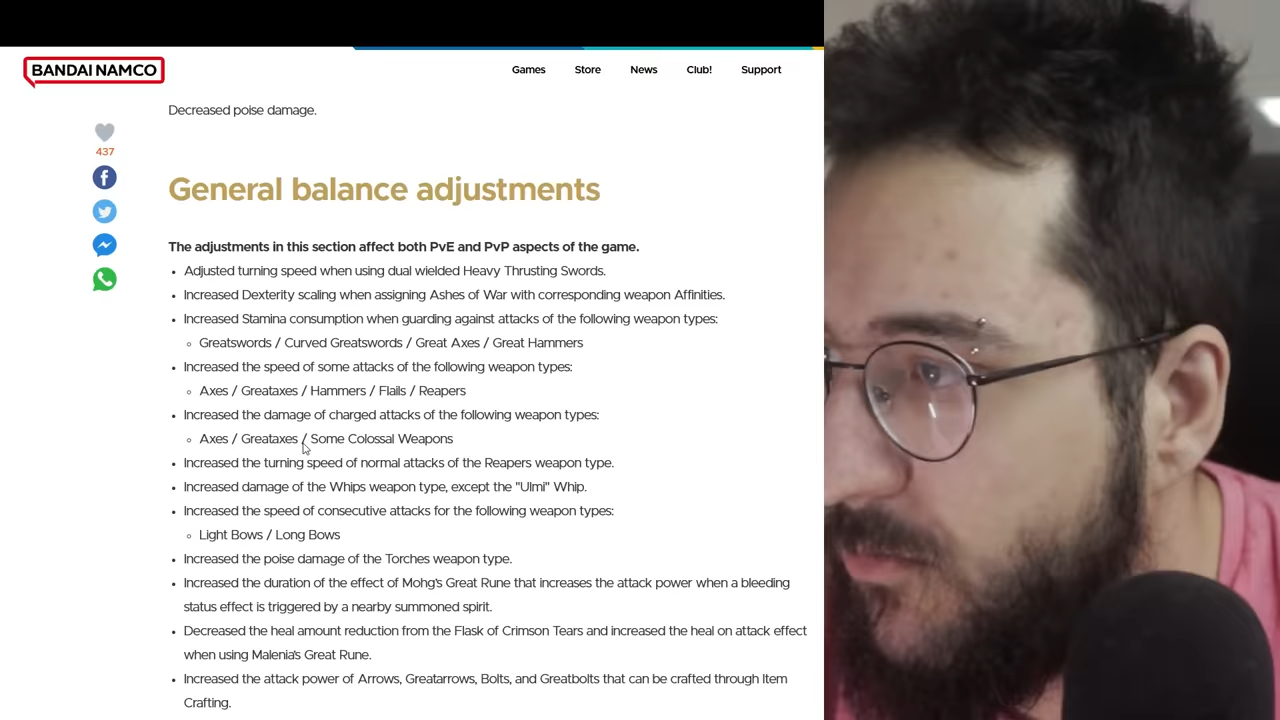 BANDAI NAMCO
Games
Store
News
Club!
Support
Decreased poise damage.
437
General balance adjustments
The adjustments in this section affect both PvE and PvP aspects of the game.
Adjusted turning speed when using dual wielded Heavy Thrusting Swords.
Increased Dexterity scaling when assigning Ashes of War with corresponding weapon Affinities.
Increased Stamina consumption when guarding against attacks of the following weapon types:
Greatswords / Curved Greatswords / Great Axes / Great Hammers
Increased the speed of some attacks of the following weapon types:
Axes / Greataxes / Hammers / Flails / Reapers
Increased the damage of charged attacks of the following weapon types:
Axes / Greataxes / Some Colossal Weapons
Increased the turning speed of normal attacks of the Reapers weapon type.
Increased damage of the Whips weapon type, except the "Ulmi" Whip.
Increased the speed of consecutive attacks for the following weapon types:
Light Bows / Long Bows
Increased the poise damage of the Torches weapon type.
Increased the duration of the effect of Mohg's Great Rune that increases the attack power when a bleeding
status effect is triggered by a nearby summoned spirit.
Decreased the heal amount reduction from the Flask of Crimson Tears and increased the heal on attack effect
when using Malenia's Great Rune.
Increased the attack power of Arrows, Greatarrows, Bolts, and Greatbolts that can be crafted through Item
Crafting.